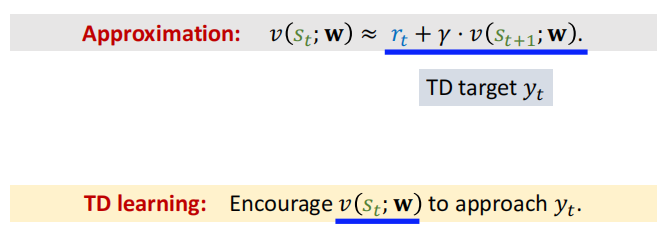 Approximation: v(s_t; w) ≈ r_t + γ · v(s_{t+1}; w).
TD target y_t
TD learning: Encourage v(s_t; w) to approach y_t.